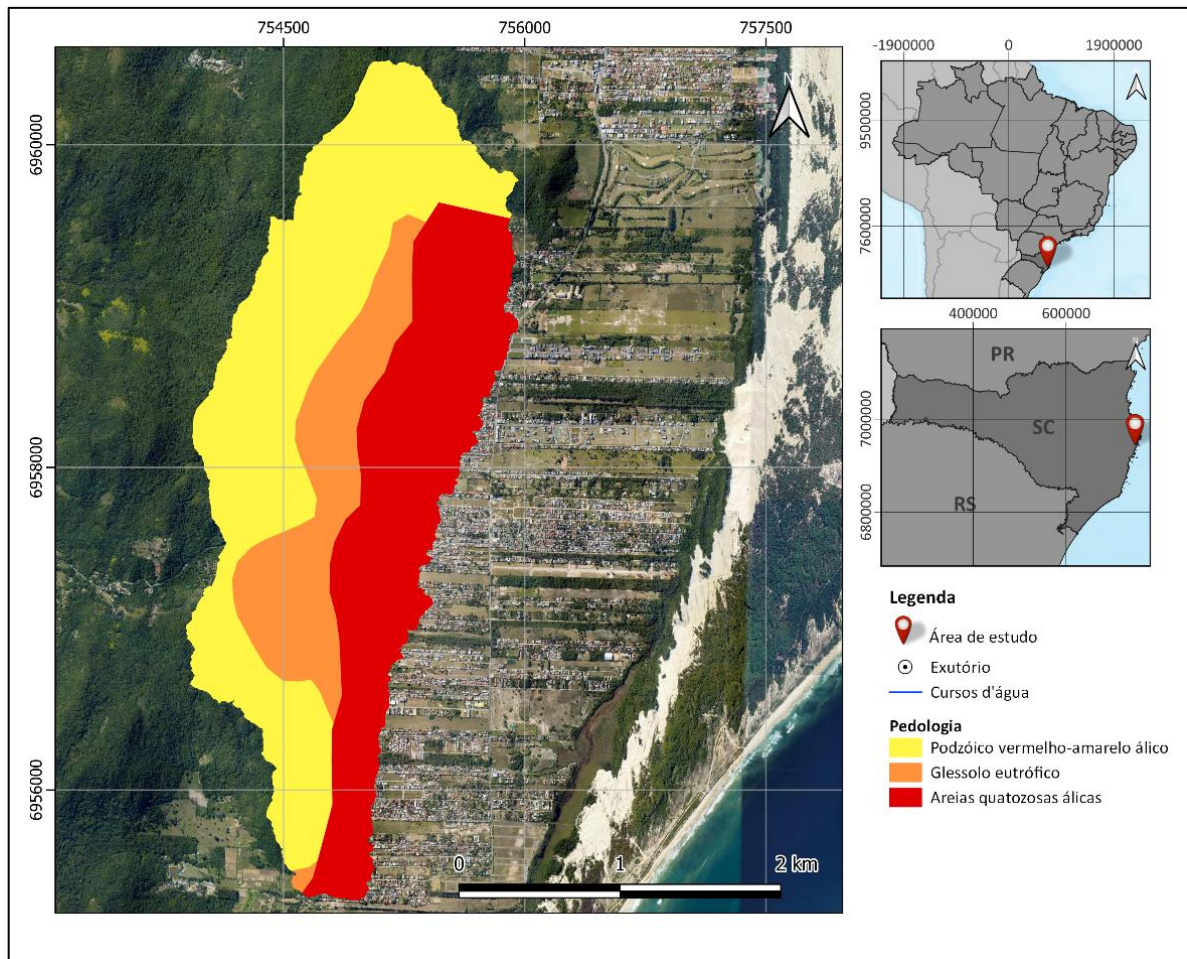 754500 756000 757500
6960000
6958000
6956000
N
0 1 2 km
-1900000 0 1900000
9500000
7600000
N
400000 600000
7000000
6800000
PR
SC
RS
Legenda
Área de estudo
Exutório
Cursos d'água
Pedologia
Podzóico vermelho-amarelo álico
Glessolo eutrófico
Areias quatozosas álicas